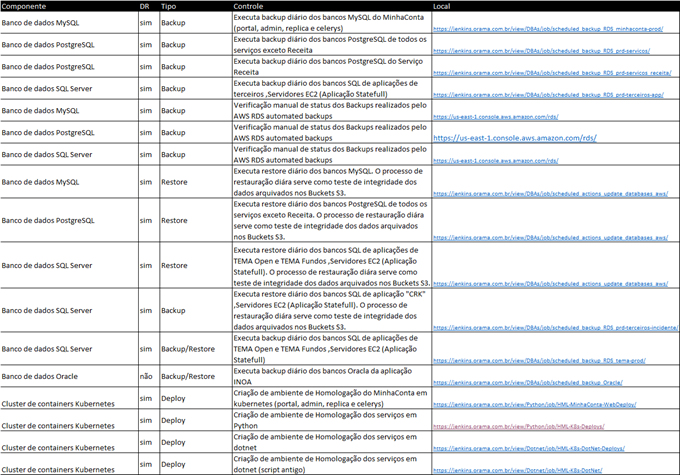 Componente DR Tipo Controle Local
Banco de dados MySQL sim Backup Executa backup diário dos bancos MySQL do MinhaConta
(portal, admin, replica e celerys) https://jenkins.orama.com.br/view/DBAs/job/scheduled_backup_RDS_minhaconta-prod/
Banco de dados PostgreSQL sim Backup Executa backup diário dos bancos PostgreSQL de todos os
serviços exceto Receita https://jenkins.orama.com.br/view/DBAs/job/scheduled_backup_RDS_prd-servicos/
Banco de dados PostgreSQL sim Backup Executa backup diário dos bancos PostgreSQL do Serviço
Receita https://jenkins.orama.com.br/view/DBAs/job/scheduled_backup_RDS_prd-servicos_receita/
Banco de dados SQL Server sim Backup Executa backup diário dos bancos SQL de aplicações de
terceiros ,Servidores EC2 (Aplicação Statefull) https://jenkins.orama.com.br/view/DBAs/job/scheduled_backup_RDS_prd-terceiros-app/
Banco de dados MySQL sim Backup Verificação manual de status dos Backups realizados pelo
AWS RDS automated backups https://us-east-1.console.aws.amazon.com/rds/
Banco de dados PostgreSQL sim Backup Verificação manual de status dos Backups realizados pelo
AWS RDS automated backups https://us-east-1.console.aws.amazon.com/rds/
Banco de dados SQL Server sim Backup Verificação manual de status dos Backups realizados pelo
AWS RDS automated backups https://us-east-1.console.aws.amazon.com/rds/
Banco de dados MySQL sim Restore Executa restore diário dos bancos MySQL. O processo de
restauração diára serve como teste de integridade dos
dados arquivados nos Buckets S3. https://jenkins.orama.com.br/view/DBAs/job/scheduled_actions_update_databases_aws/
Banco de dados PostgreSQL sim Restore Executa restore diário dos bancos PostgreSQL de todos os
serviços exceto Receita. O processo de restauração diára
serve como teste de integridade dos dados arquivados
nos Buckets S3. https://jenkins.orama.com.br/view/DBAs/job/scheduled_actions_update_databases_aws/
Banco de dados SQL Server sim Restore Executa restore diário dos bancos SQL de aplicações de
TEMA Open e TEMA Fundos ,Servidores EC2 (Aplicação
Statefull). O processo de restauração diára serve como
teste de integridade dos dados arquivados nos Buckets S3. https://jenkins.orama.com.br/view/DBAs/job/scheduled_actions_update_databases_aws/
Banco de dados SQL Server sim Backup Executa restore diário dos bancos SQL de aplicação "CRK"
,Servidores EC2 (Aplicação Statefull). O processo de
restauração diára serve como teste de integridade dos
dados arquivados nos Buckets S3. https://jenkins.orama.com.br/view/DBAs/job/scheduled_backup_RDS_prd-terceiros-incidente/
Banco de dados SQL Server sim Backup/Restore Executa backup diário dos bancos SQL de aplicações de
TEMA Open e TEMA Fundos ,Servidores EC2 (Aplicação
Statefull) https://jenkins.orama.com.br/view/DBAs/job/scheduled_backup_RDS_tema-prod/
Banco de dados Oracle não Backup/Restore Executa backup diário dos bancos Oracla da aplicação
INOA https://jenkins.orama.com.br/view/DBAs/job/scheduled_backup_Oracle/
Cluster de containers Kubernetes sim Deploy Criação de ambiente de Homologação do MinhaConta em
kubernetes (portal, admin, replica e celerys) https://jenkins.orama.com.br/view/Python/job/HML-MinhaConta-WebDeploy/
Cluster de containers Kubernetes sim Deploy Criação de ambiente de Homologação dos serviços em
Python https://jenkins.orama.com.br/view/Python/job/HML-K8s-Deploys/
Cluster de containers Kubernetes sim Deploy Criação de ambiente de Homologação dos serviços em
dotnet https://jenkins.orama.com.br/view/Dotnet/job/HML-K8s-DotNet-Deploys/
Cluster de containers Kubernetes sim Deploy Criação de ambiente de Homologação dos serviços em
dotnet (script antigo) https://jenkins.orama.com.br/view/Dotnet/job/HML-K8s-DotNet/